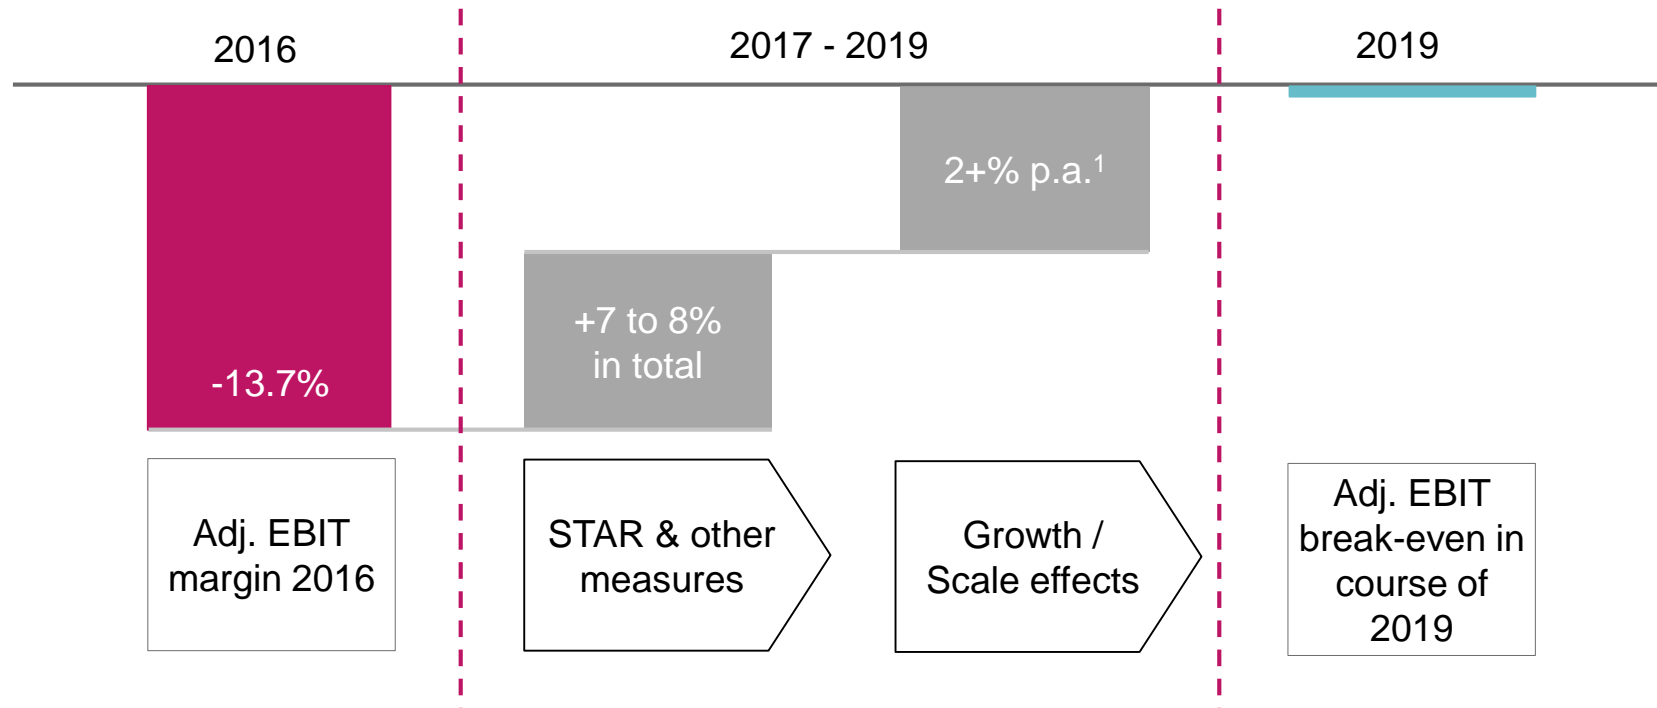 2016
2017 - 2019
2019
-13.7%
+7 to 8%
in total
2+% p.a.¹
Adj. EBIT
margin 2016
STAR & other
measures
Growth /
Scale effects
Adj. EBIT
break-even in
course of
2019